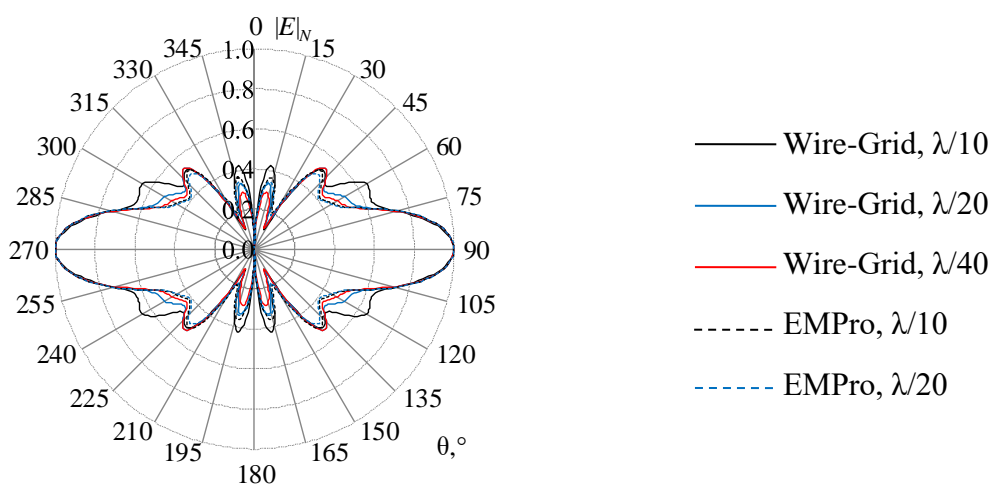 0 |E|N
345 1.0 15
330 0.8 30
315 45
0.6
300 0.4 60
285 0.2 75
270 0.0 90
255 105
240 120
225 135
210 150
195 165 θ,°
180
Wire-Grid, λ/10
Wire-Grid, λ/20
Wire-Grid, λ/40
EMPro, λ/10
EMPro, λ/20